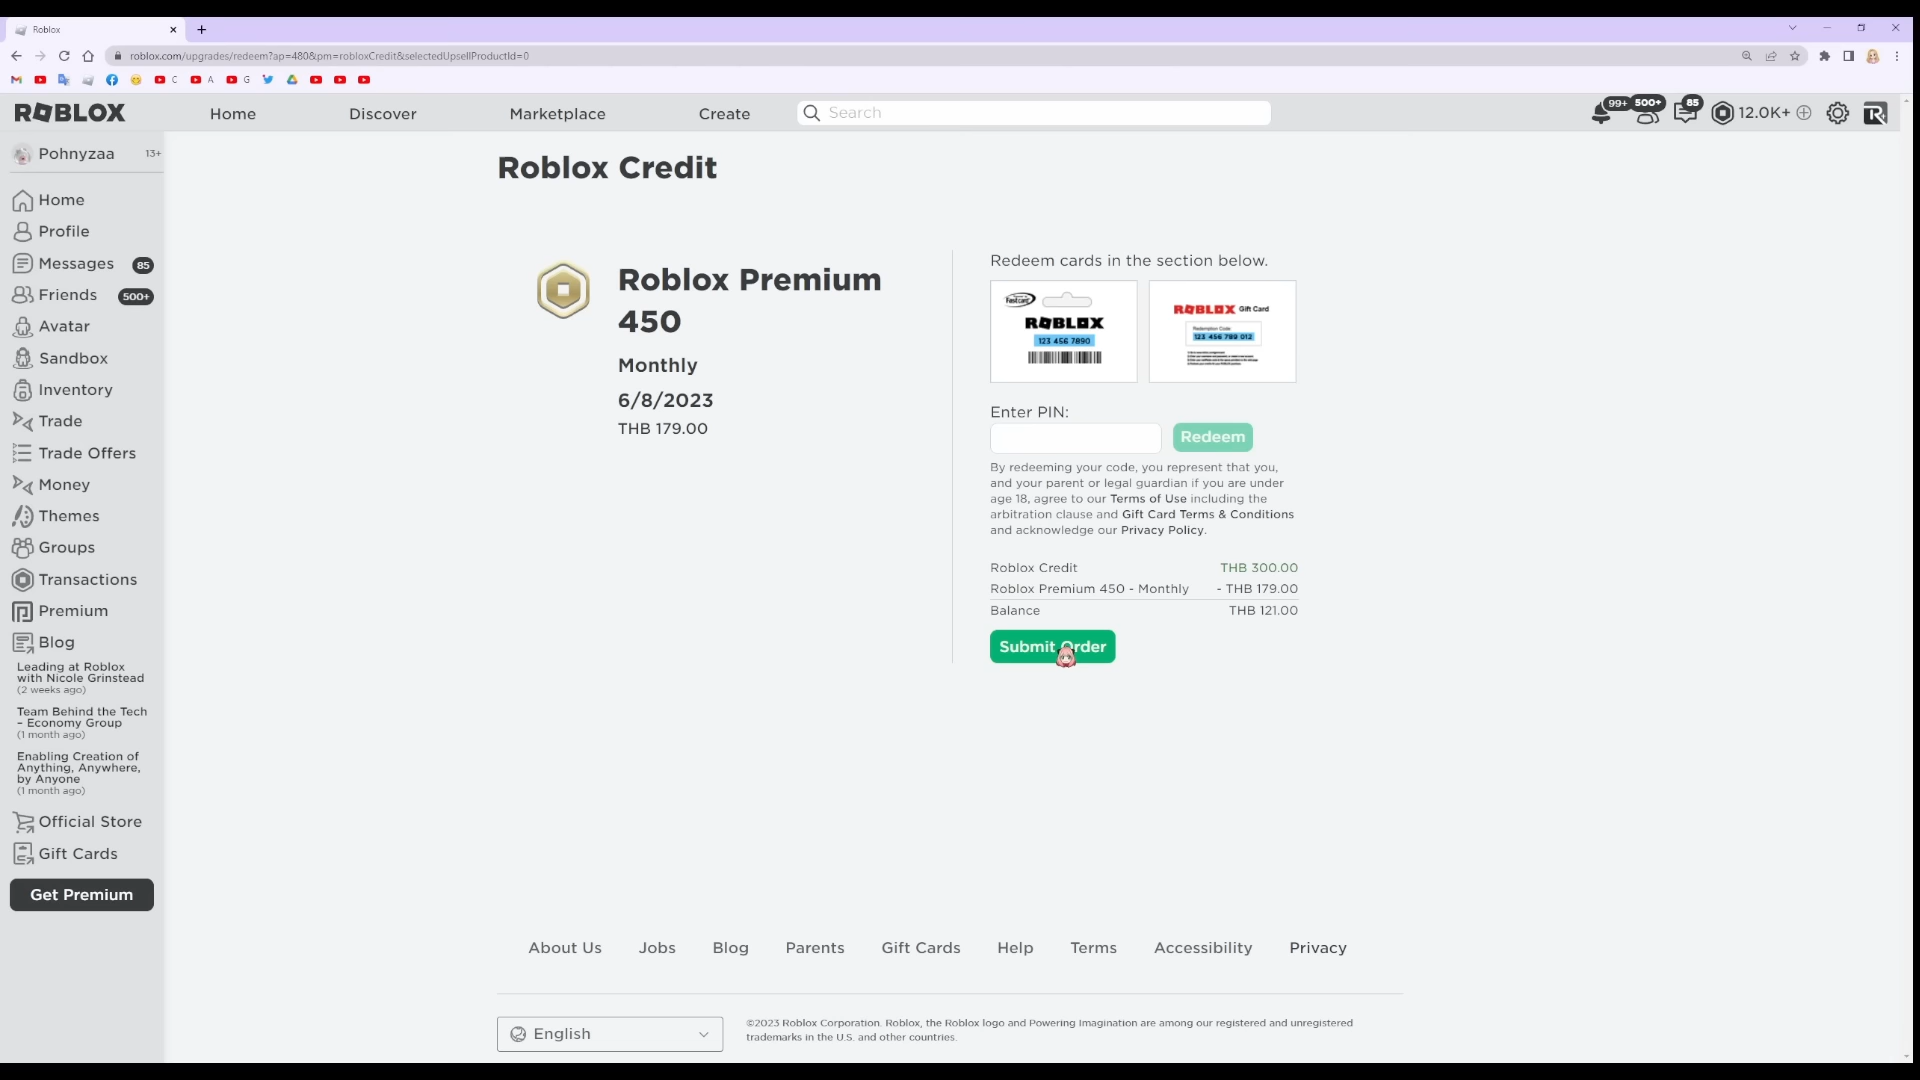 Roblox
roblox.com/upgrades/redeem?ap=480&pm=robloxCredit&selectedUpsellProductId=0
C
A
G
ROBLOX
Home
Discover
Marketplace
Create
Search
99+
500+
85
12.0K+
Pohnyzaa
13+
Home
Profile
Messages
85
Friends
500+
Avatar
Sandbox
Inventory
Trade
Trade Offers
Money
Themes
Groups
Transactions
Premium
Blog
Leading at Roblox
with Nicole Grinstead
(2 weeks ago)
Team Behind the Tech
– Economy Group
(1 month ago)
Enabling Creation of
Anything, Anywhere,
by Anyone
(1 month ago)
Official Store
Gift Cards
Get Premium
Roblox Credit
Roblox Premium
450
Monthly
6/8/2023
THB 179.00
Redeem cards in the section below.
Fastcard
ROBLOX
123 456 7890
ROBLOX Gift Card
Redemption Code
123 456 789 012
Enter PIN:
Redeem
By redeeming your code, you represent that you,
and your parent or legal guardian if you are under
age 18, agree to our Terms of Use including the
arbitration clause and Gift Card Terms & Conditions
and acknowledge our Privacy Policy.
Roblox Credit THB 300.00
Roblox Premium 450 - Monthly - THB 179.00
Balance THB 121.00
Submit Order
About Us
Jobs
Blog
Parents
Gift Cards
Help
Terms
Accessibility
Privacy
English
©2023 Roblox Corporation. Roblox, the Roblox logo and Powering Imagination are among our registered and unregistered
trademarks in the U.S. and other countries.